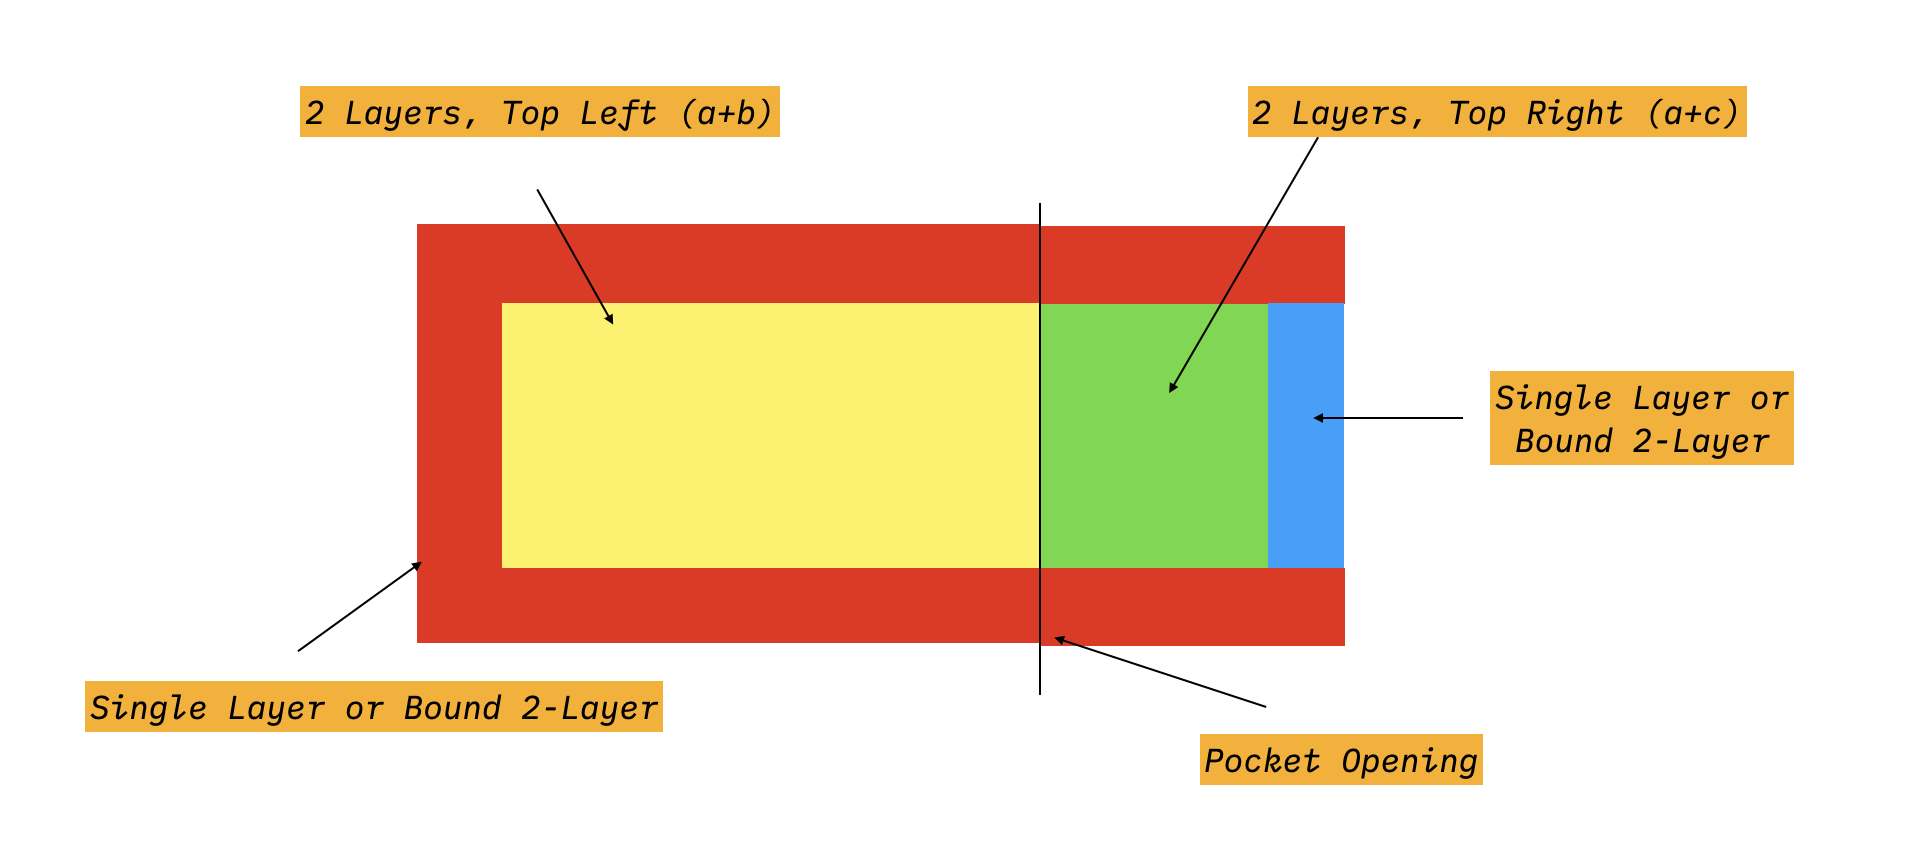 2 Layers, Top Left (a+b)
2 Layers, Top Right (a+c)
Single Layer or
Bound 2-Layer
Single Layer or Bound 2-Layer
Pocket Opening